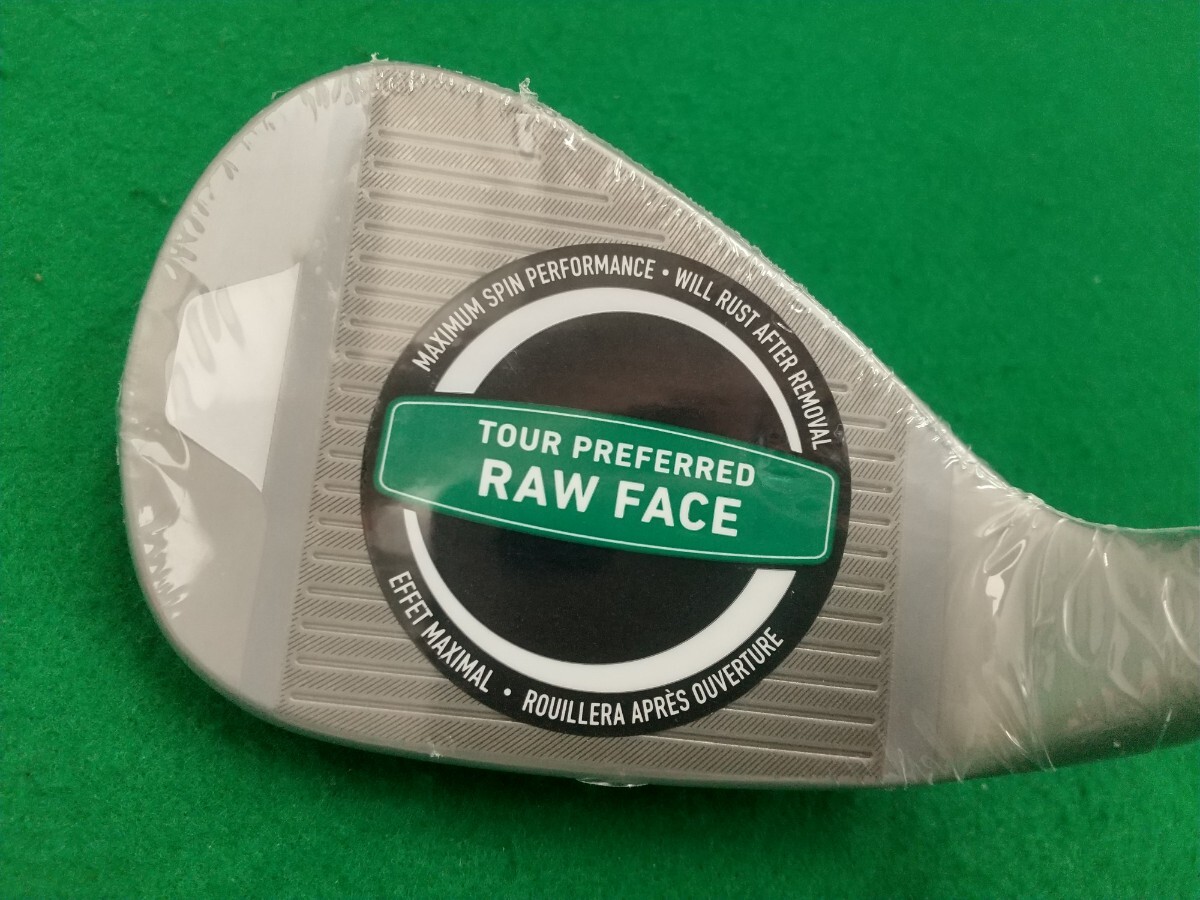 MAXIMUM SPIN PERFORMANCE • WILL RUST AFTER REMOVAL
TOUR PREFERRED
RAW FACE
EFFET MAXIMAL • ROUILLERA APRÈS OUVERTURE